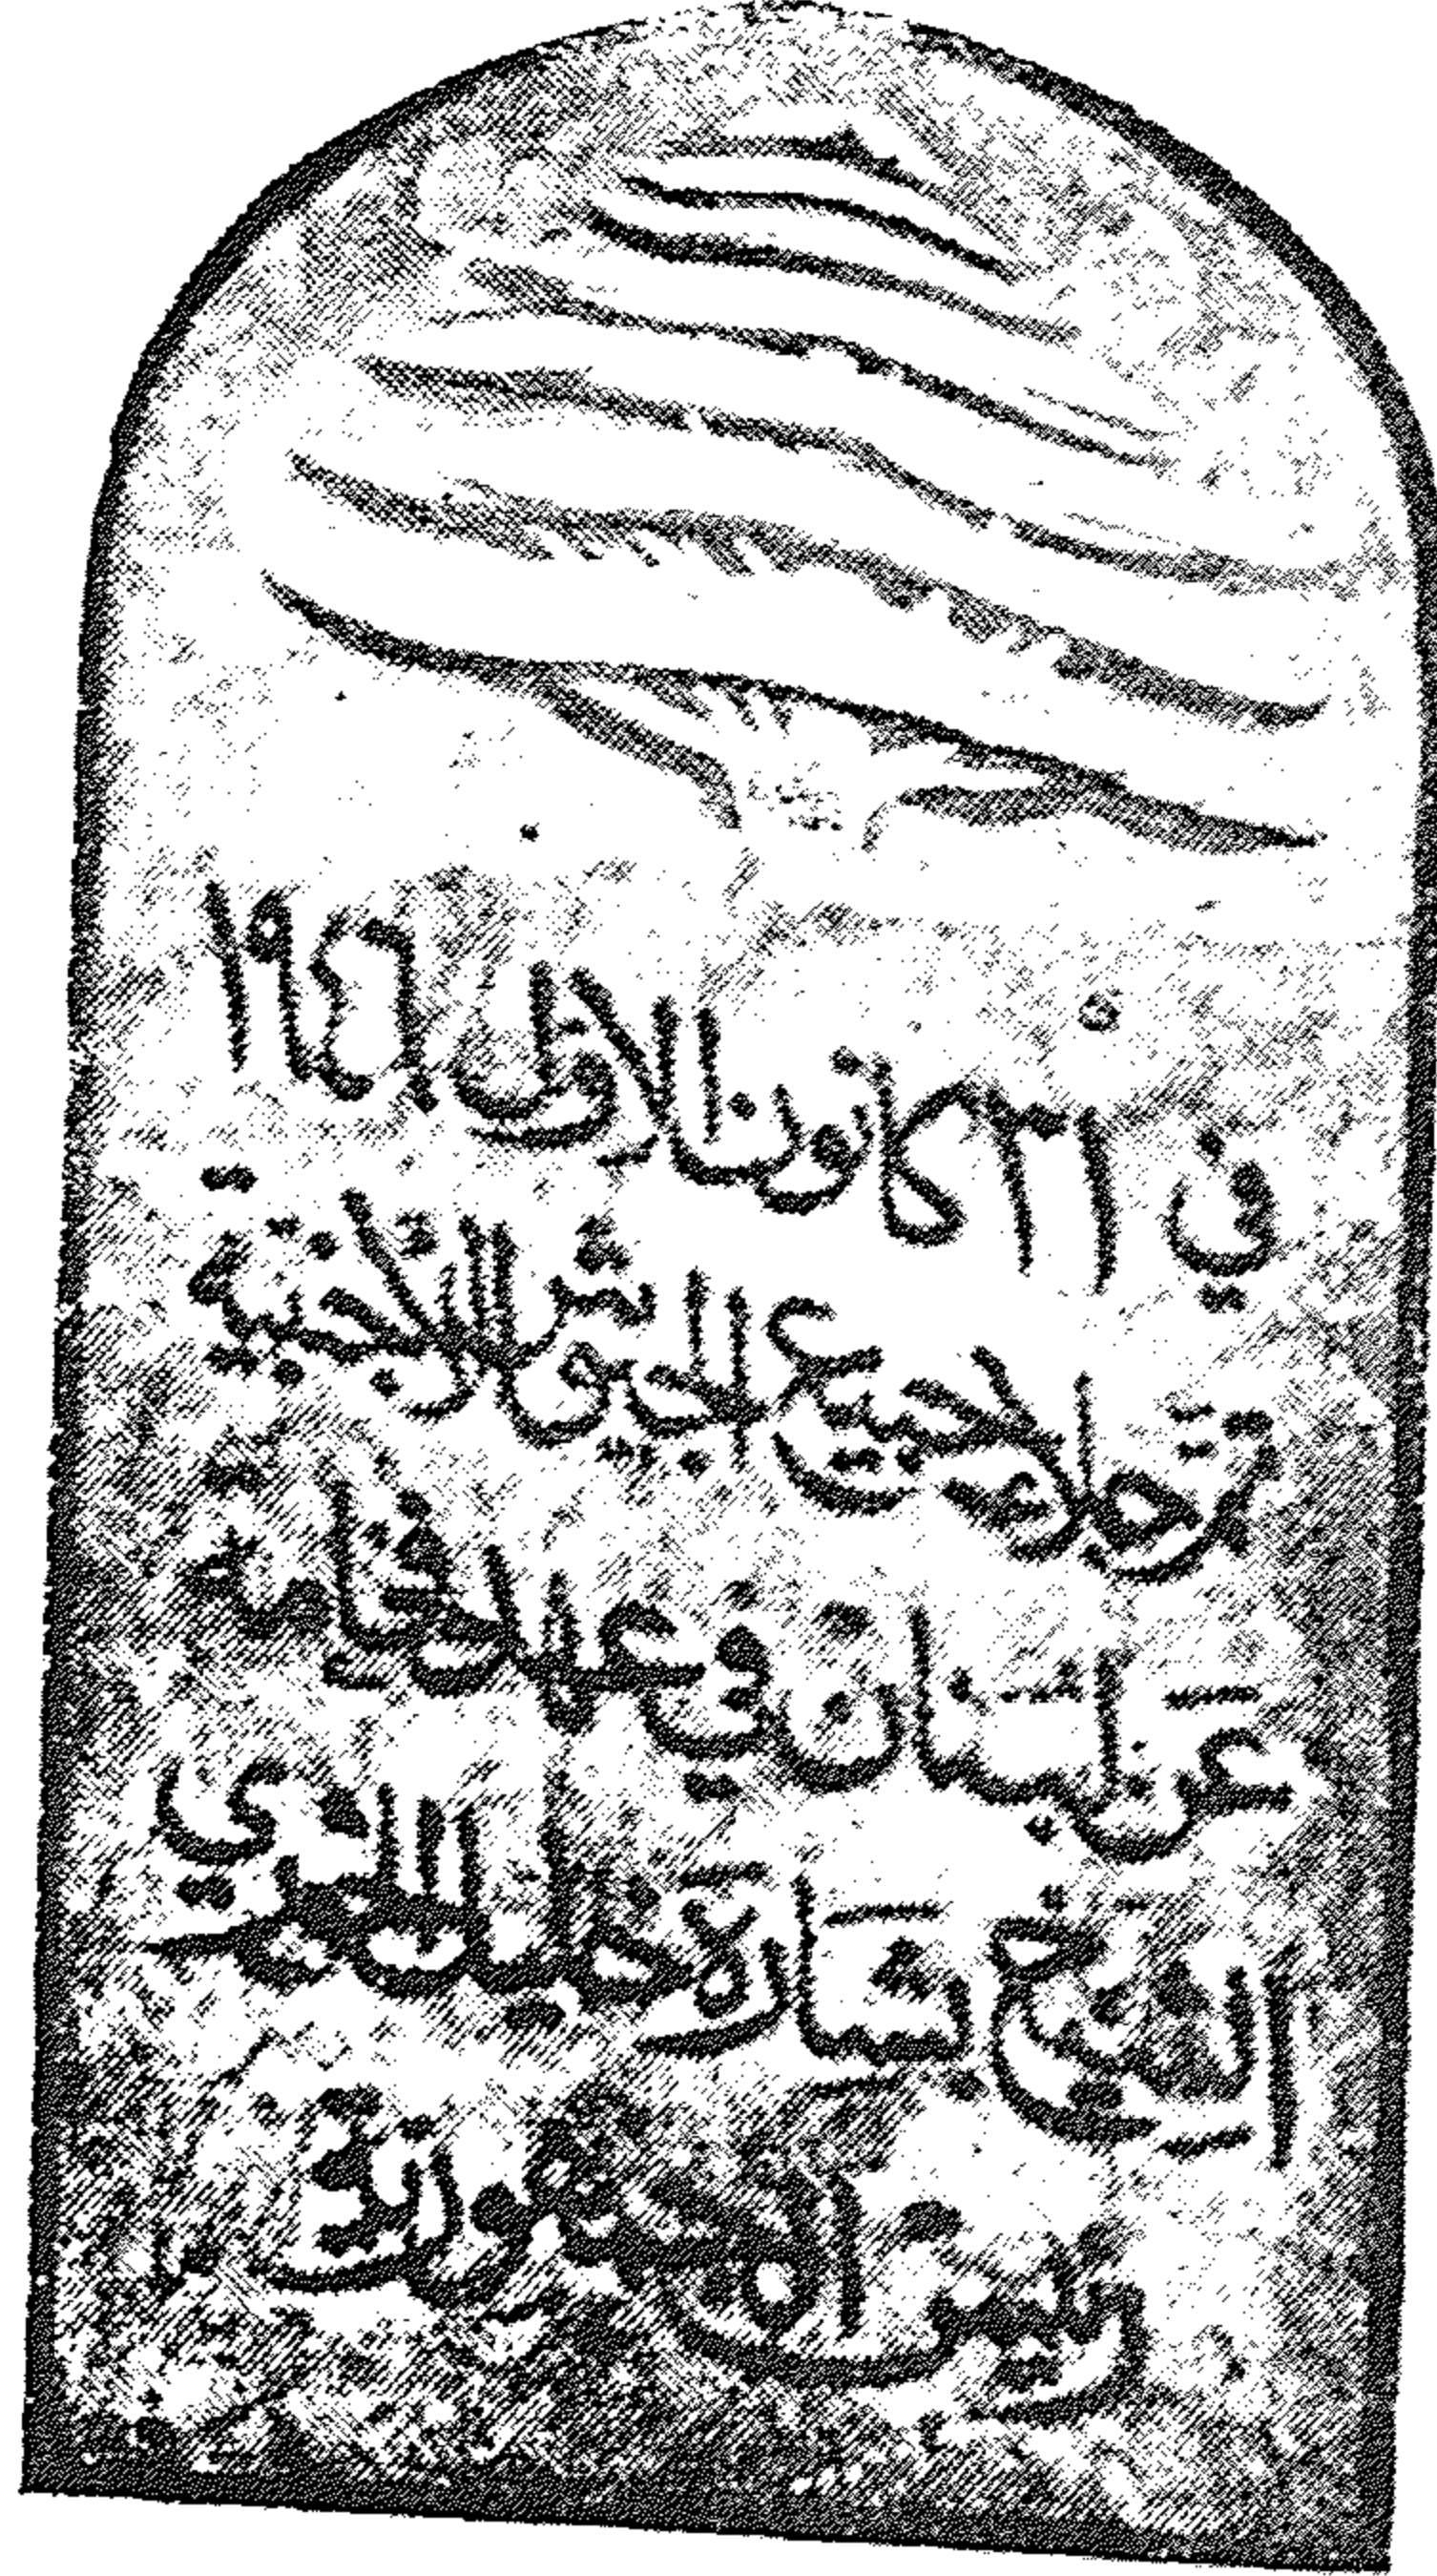 في ٣١ كانون الاول ١٩٤٦
تم جلاء جميع الجيوش الاجنبية
عن لبنان في عهد فخامة
الشيخ بشارة خليل الخوري
رئيس الجمهورية